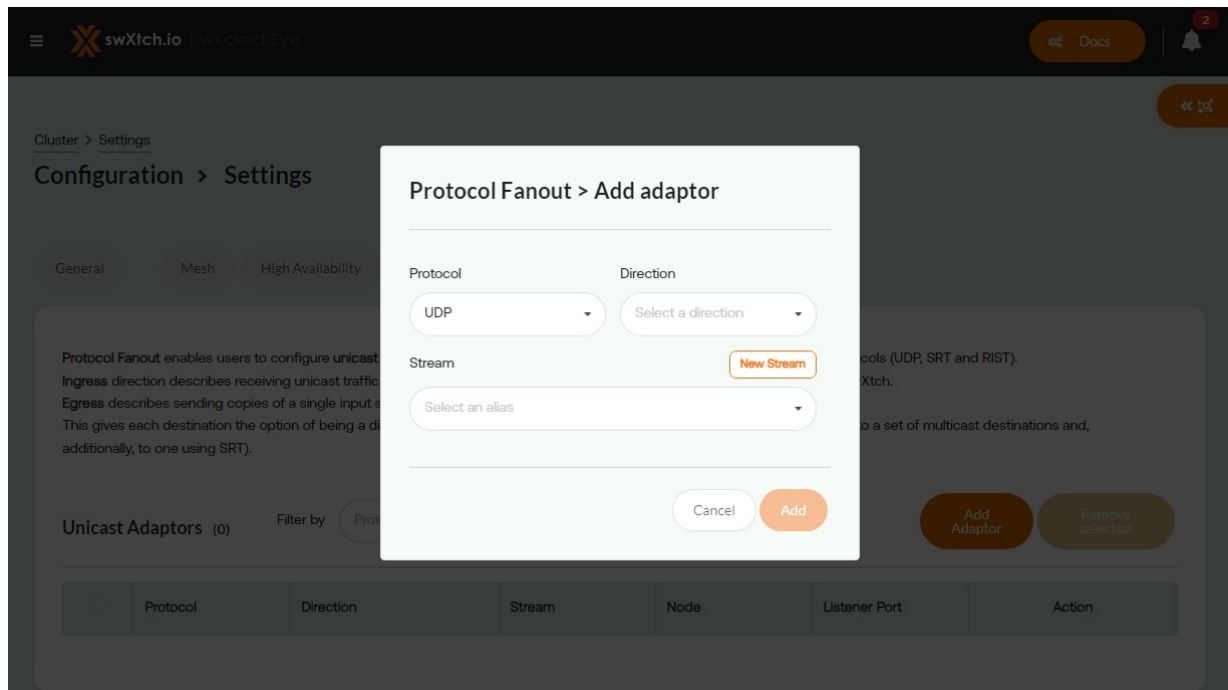 swXtch.io | wXcked Eye
Docs
2
Cluster > Settings
Configuration > Settings
General
Mesh
High Availability
Protocol Fanout enables users to configure unicast
cols (UDP, SRT and RIST).
Ingress direction describes receiving unicast traffic
Xtch.
Egress describes sending copies of a single input s
This gives each destination the option of being a di
o a set of multicast destinations and,
additionally, to one using SRT).
Protocol Fanout > Add adaptor
Protocol
Direction
UDP
Select a direction
Stream
New Stream
Select an alias
Cancel
Add
Unicast Adaptors (0)
Filter by
Prot
Add
Adaptor
Remove
selected
Protocol
Direction
Stream
Node
Listener Port
Action